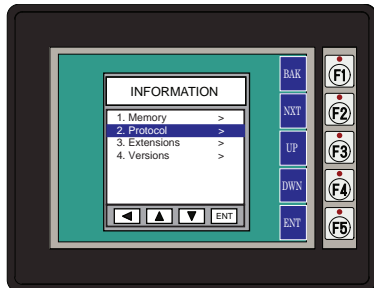 INFORMATION
1. Memory >
2. Protocol >
3. Extensions >
4. Versions >
ENT
BAK
NXT
UP
DWN
ENT
F1
F2
F3
F4
F5